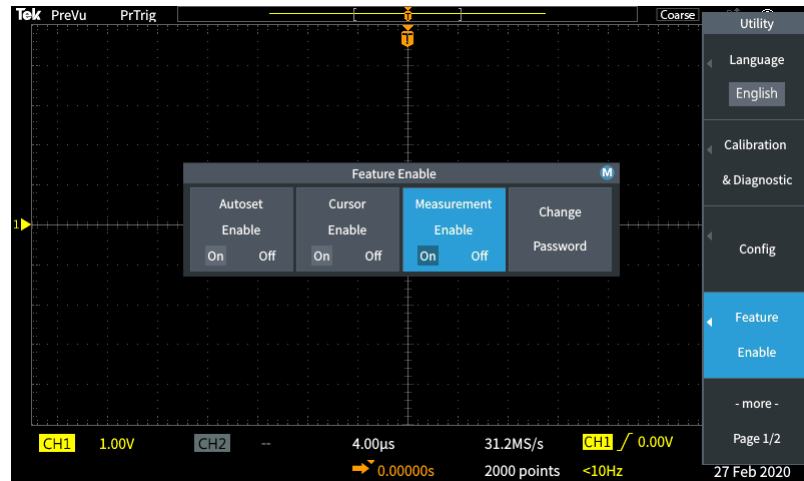 Tek PreVu PrTrig [ T ] Coarse
T
Utility
Language
English
Calibration
& Diagnostic
Feature Enable M
Autoset
Enable
On Off
Cursor
Enable
On Off
Measurement
Enable
On Off
Change
Password
1
Config
Feature
Enable
- more -
Page 1/2
CH1 1.00V CH2 -- 4.00µs 31.2MS/s CH1 / 0.00V
0.00000s 2000 points <10Hz 27 Feb 2020